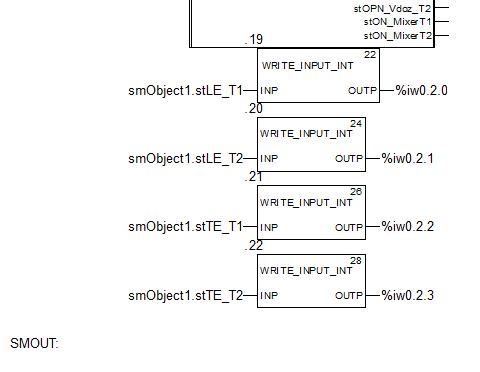 stOPN_Vdoz_T2
stON_MixerT1
stON_MixerT2
.19
22
WRITE_INPUT_INT
smObject1.stLE_T1 INP OUTP %iw0.2.0
.20
24
WRITE_INPUT_INT
smObject1.stLE_T2 INP OUTP %iw0.2.1
.21
26
WRITE_INPUT_INT
smObject1.stTE_T1 INP OUTP %iw0.2.2
.22
28
WRITE_INPUT_INT
smObject1.stTE_T2 INP OUTP %iw0.2.3
SMOUT: